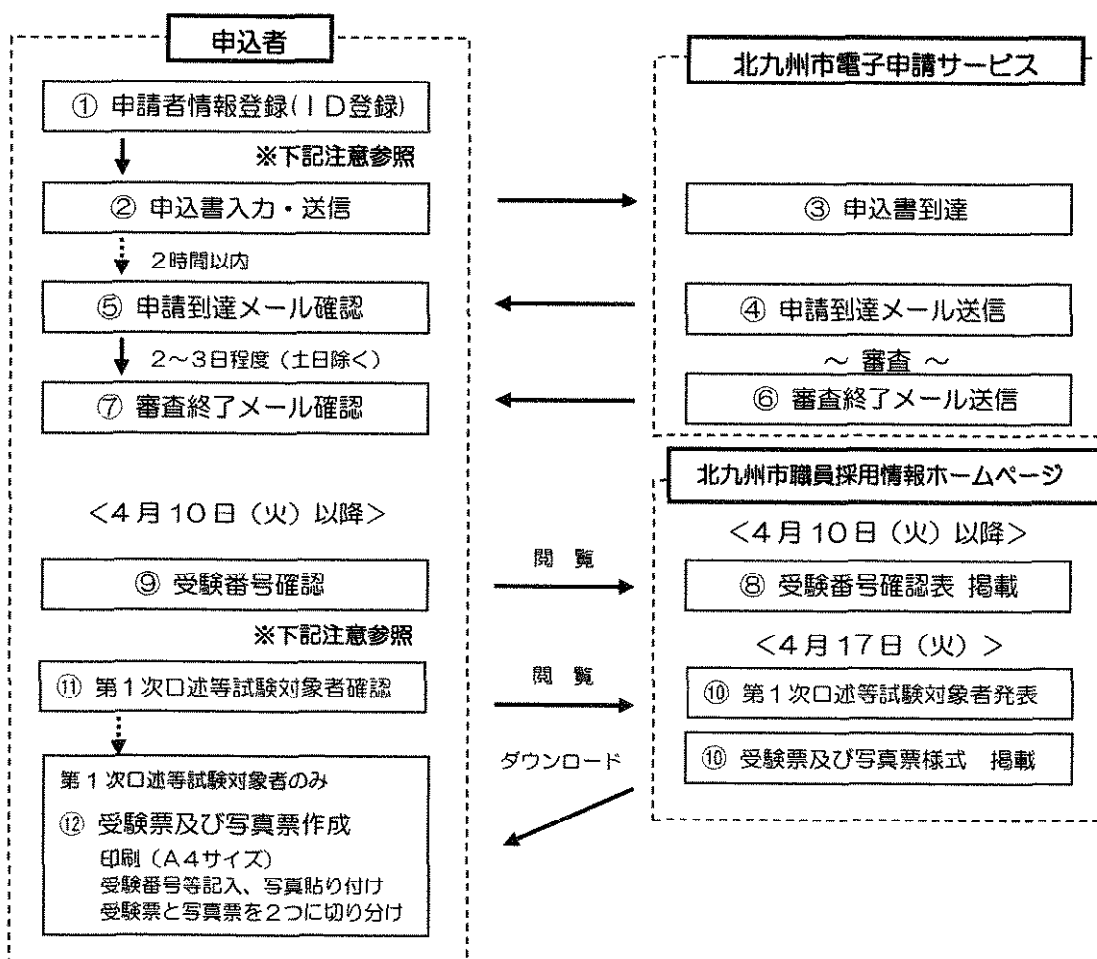 申込者
北九州市電子申請サービス
① 申請者情報登録(ID登録)
※下記注意参照
② 申込書入力・送信
③ 申込書到達
2時間以内
⑤ 申請到達メール確認
④ 申請到達メール送信
2～3日程度（土日除く）
～ 審査 ～
⑦ 審査終了メール確認
⑥ 審査終了メール送信
北九州市職員採用情報ホームページ
＜4月10日（火）以降＞
＜4月10日（火）以降＞
閲 覧
⑨ 受験番号確認
⑧ 受験番号確認表 掲載
※下記注意参照
＜4月17日（火）＞
閲 覧
⑪ 第1次口述等試験対象者確認
⑩ 第1次口述等試験対象者発表
ダウンロード
⑩ 受験票及び写真票様式 掲載
第1次口述等試験対象者のみ
⑫ 受験票及び写真票作成
印刷（A4サイズ）
受験番号等記入、写真貼り付け
受験票と写真票を2つに切り分け